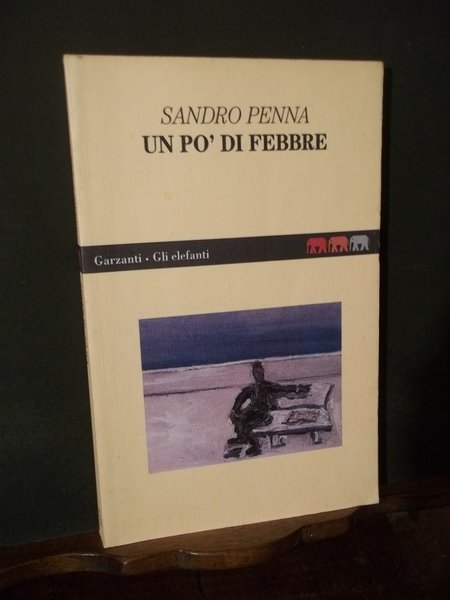 SANDRO PENNA
UN PO' DI FEBBRE
Garzanti • Gli elefanti